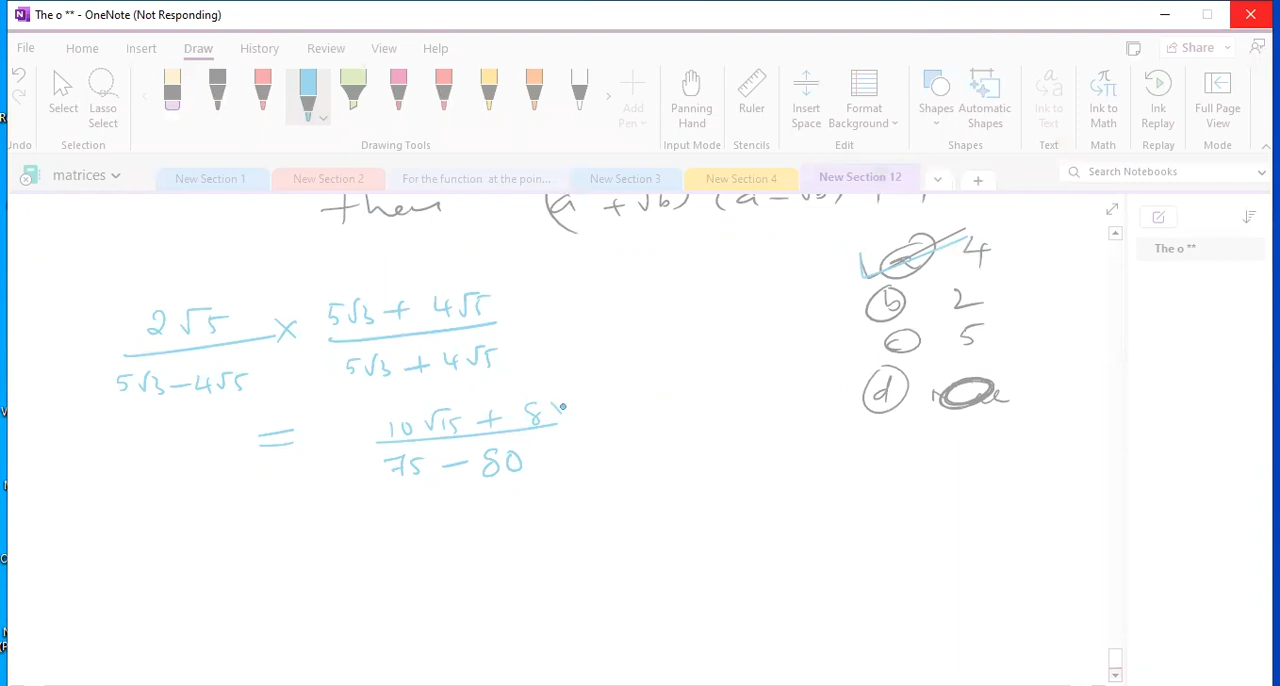 The o ** - OneNote (Not Responding)
File Home Insert Draw History Review View Help Share
Select Lasso Select Add Pen Panning Hand Ruler Insert Space Format Background Shapes Automatic Shapes Ink to Text Ink to Math Ink Replay Full Page View
Undo Selection Drawing Tools Input Mode Stencils Edit Shapes Text Math Replay Mode
matrices New Section 1 New Section 2 For the function at the poin... New Section 3 New Section 4 New Section 12 + Search Notebooks
The o **
then (a + √b) (a - √b)
4
b 2
c 5
d
2√5 × 5√3 + 4√5
5√3 - 4√5 5√3 + 4√5
= 10√15 + 8
75 - 80